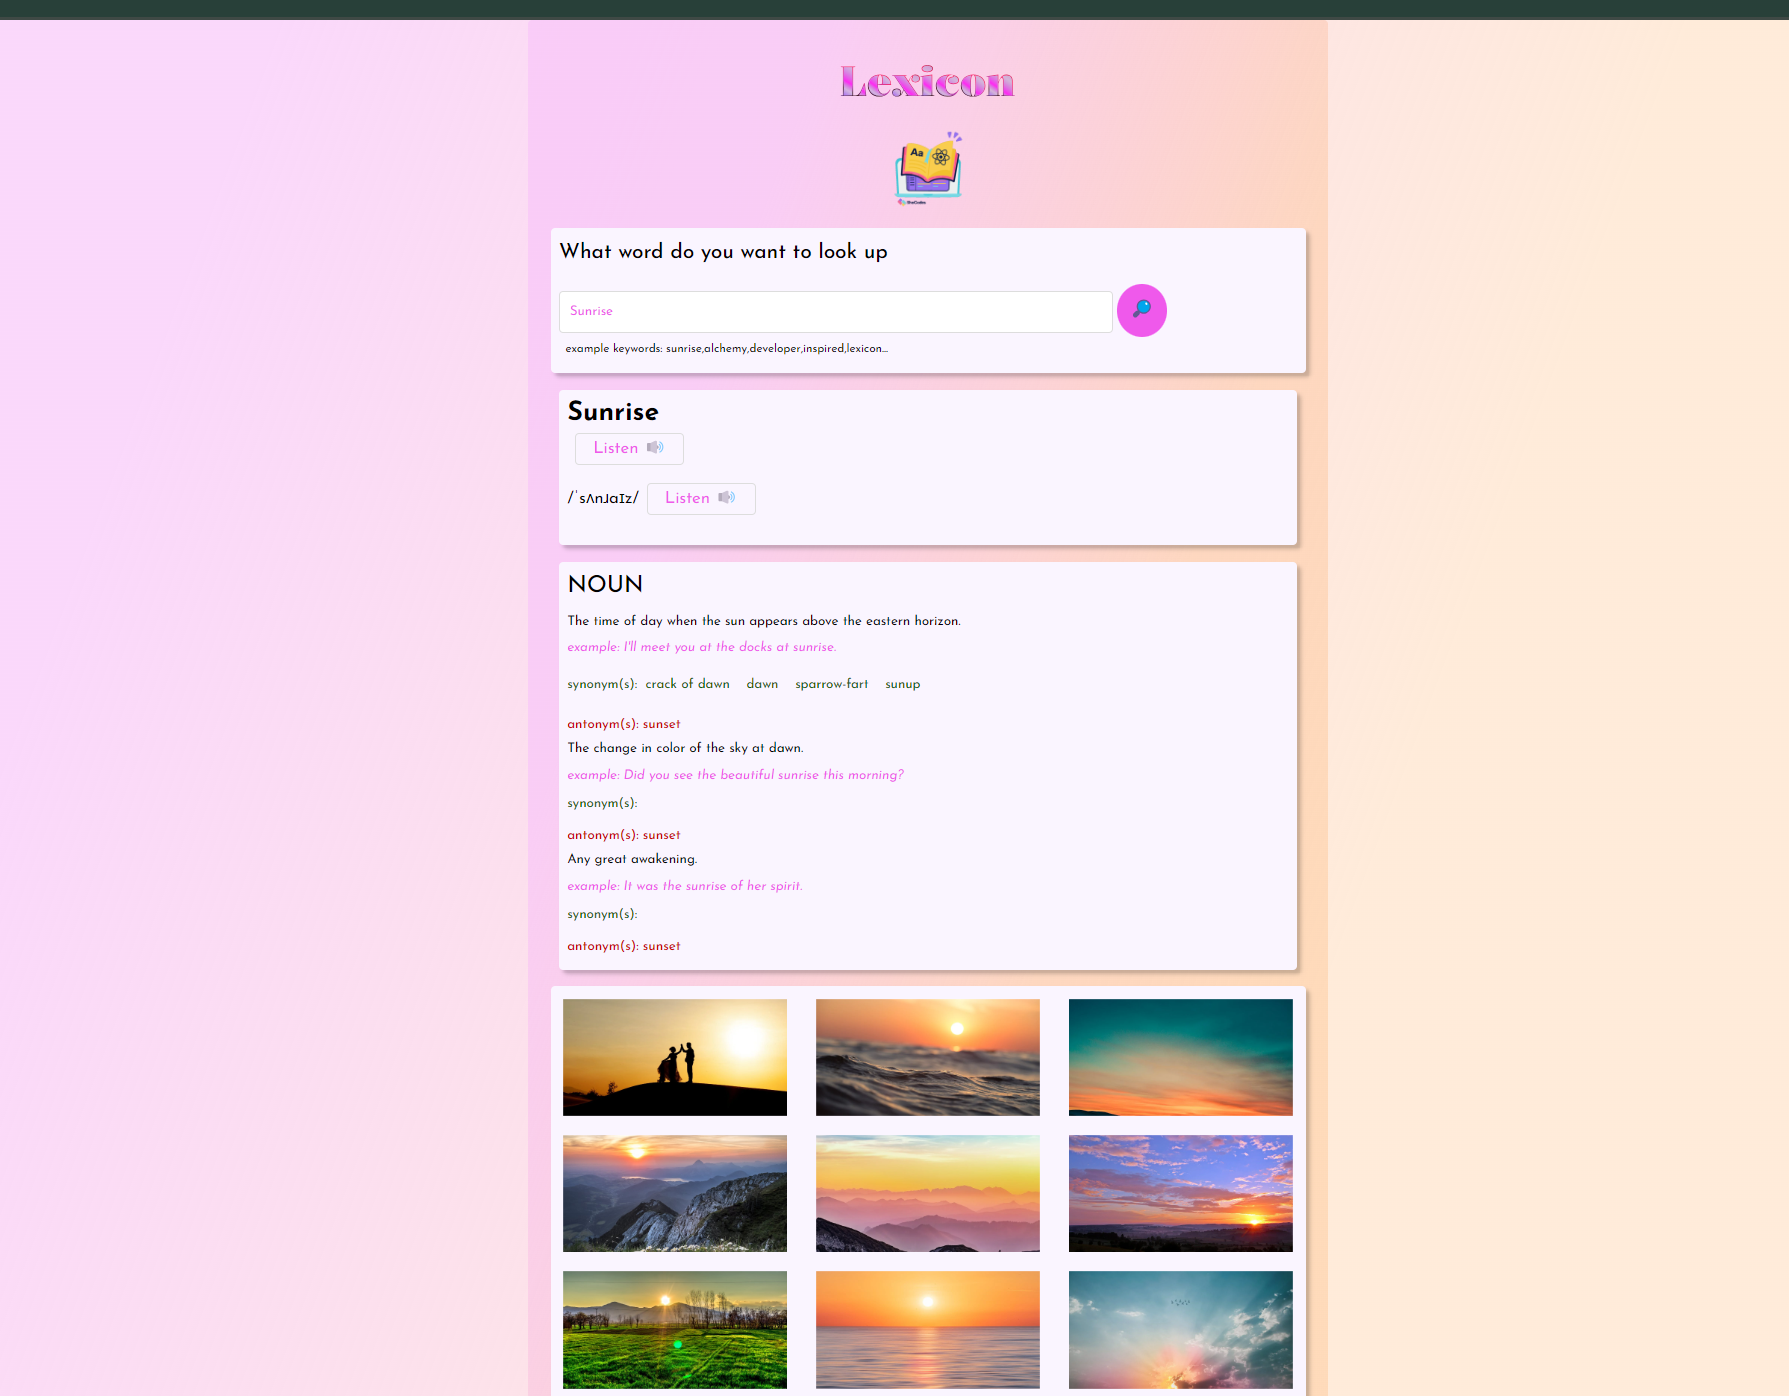 Lexicon
Aa
SheCodes
What word do you want to look up
Sunrise
example keywords: sunrise,alchemy,developer,inspired,lexicon...
Sunrise
Listen
/ˈsʌnɹaɪz/ Listen
NOUN
The time of day when the sun appears above the eastern horizon.
example: I'll meet you at the docks at sunrise.
synonym(s): crack of dawn dawn sparrow-fart sunup
antonym(s): sunset
The change in color of the sky at dawn.
example: Did you see the beautiful sunrise this morning?
synonym(s):
antonym(s): sunset
Any great awakening.
example: It was the sunrise of her spirit.
synonym(s):
antonym(s): sunset